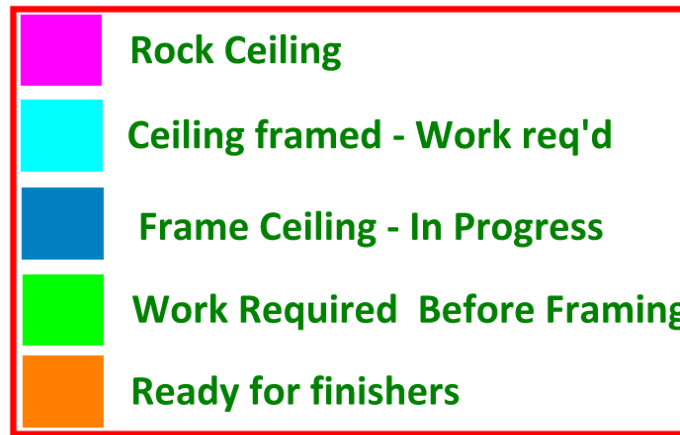 Rock Ceiling
Ceiling framed - Work req'd
Frame Ceiling - In Progress
Work Required  Before Framing
Ready for finishers